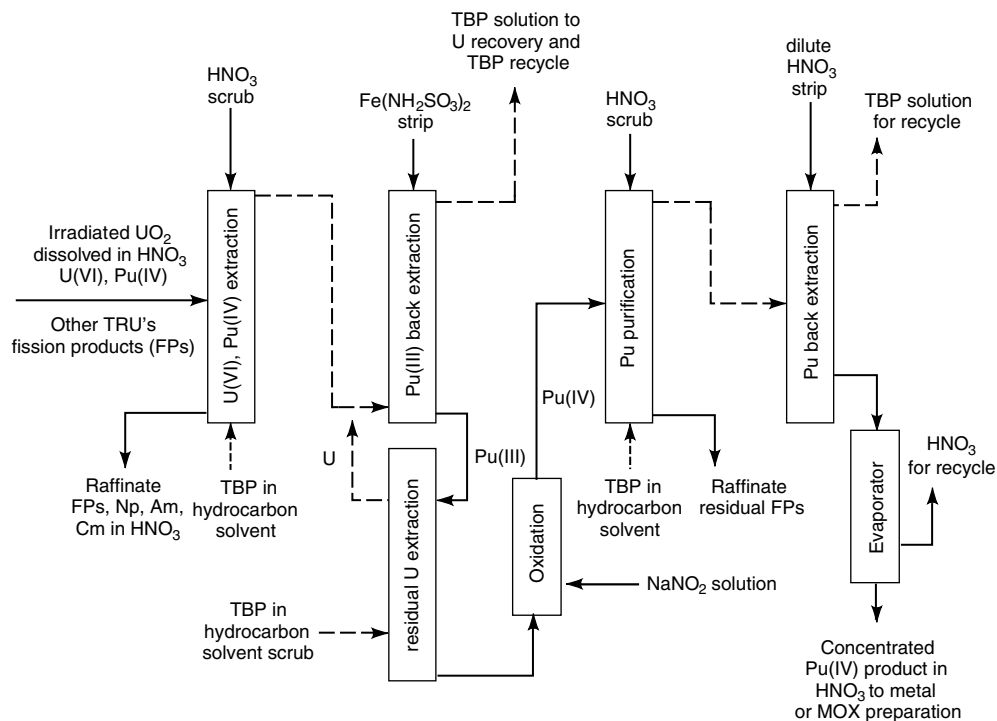 TBP solution to
U recovery and
TBP recycle
HNO₃
scrub
Fe(NH₂SO₃)₂
strip
HNO₃
scrub
dilute
HNO₃
strip
TBP solution
for recycle
Irradiated UO₂
dissolved in HNO₃
U(VI), Pu(IV)
Other TRU's
fission products (FPs)
U(VI), Pu(IV) extraction
Pu(III) back extraction
Pu purification
Pu back extraction
Raffinate
FPs, Np, Am,
Cm in HNO₃
TBP in
hydrocarbon
solvent
U
Pu(III)
residual U extraction
TBP in
hydrocarbon
solvent scrub
Pu(IV)
Oxidation
NaNO₂ solution
TBP in
hydrocarbon
solvent
Raffinate
residual FPs
Evaporator
HNO₃
for recycle
Concentrated
Pu(IV) product in
HNO₃ to metal
or MOX preparation